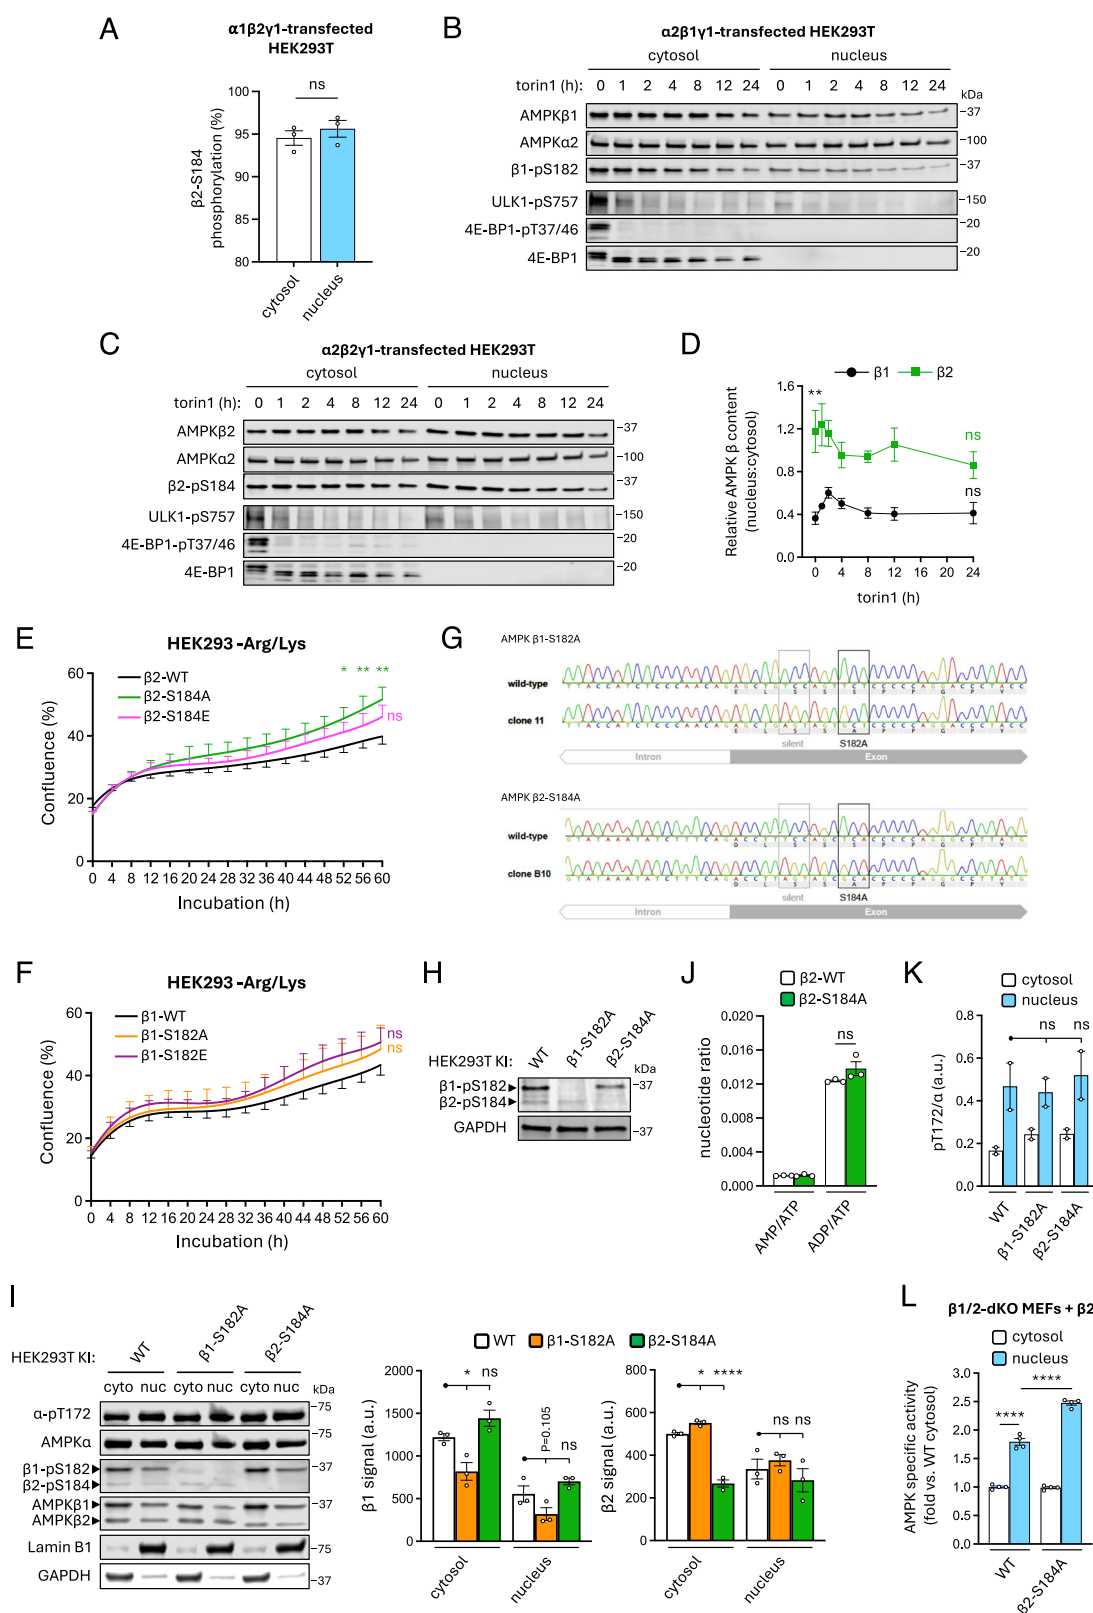 A
α1β2γ1-transfected
HEK293T
ns
β2-S184
phosphorylation (%)
100
95
90
85
80
cytosol
nucleus
B
α2β1γ1-transfected HEK293T
cytosol
nucleus
torin1 (h): 0 1 2 4 8 12 24 0 1 2 4 8 12 24
kDa
AMPKβ1
37
AMPKα2
100
β1-pS182
37
ULK1-pS757
150
4E-BP1-pT37/46
20
4E-BP1
20
C
α2β2γ1-transfected HEK293T
cytosol
nucleus
torin1 (h): 0 1 2 4 8 12 24 0 1 2 4 8 12 24
AMPKβ2
37
AMPKα2
100
β2-pS184
37
ULK1-pS757
150
4E-BP1-pT37/46
20
4E-BP1
20
D
β1
β2
Relative AMPK β content
(nucleus:cytosol)
1.6
1.2
0.8
0.4
0.0
**
ns
ns
0 4 8 12 16 20 24
torin1 (h)
E
HEK293 -Arg/Lys
β2-WT
β2-S184A
β2-S184E
* ** **
ns
Confluence (%)
60
40
20
0
0 4 8 12 16 20 24 28 32 36 40 44 48 52 56 60
Incubation (h)
F
HEK293 -Arg/Lys
β1-WT
β1-S182A
β1-S182E
ns
ns
Confluence (%)
60
40
20
0
0 4 8 12 16 20 24 28 32 36 40 44 48 52 56 60
Incubation (h)
G
AMPK β1-S182A
wild-type
clone 11
silent
S182A
Intron
Exon
AMPK β2-S184A
wild-type
clone B10
silent
S184A
Intron
Exon
H
HEK293T KI:
WT
β1-S182A
β2-S184A
kDa
β1-pS182
37
β2-pS184
GAPDH
37
J
β2-WT
β2-S184A
ns
nucleotide ratio
0.020
0.016
0.012
0.008
0.004
0.000
AMP/ATP
ADP/ATP
K
cytosol
nucleus
ns
ns
pT172/α (a.u.)
0.8
0.6
0.4
0.2
0.0
WT
β1-S182A
β2-S184A
I
HEK293T KI:
WT
β1-S182A
β2-S184A
cyto nuc cyto nuc cyto nuc
kDa
α-pT172
75
AMPKα
75
β1-pS182
37
β2-pS184
AMPKβ1
37
AMPKβ2
Lamin B1
75
GAPDH
37
WT
β1-S182A
β2-S184A
β1 signal (a.u.)
2000
1500
1000
500
0
* ns
P=0.105
ns
cytosol
nucleus
β2 signal (a.u.)
800
600
400
200
0
* ****
ns ns
cytosol
nucleus
L
β1/2-dKO MEFs + β2
cytosol
nucleus
****
****
AMPK specific activity
(fold vs. WT cytosol)
3.0
2.5
2.0
1.5
1.0
0.5
0.0
WT
β2-S184A